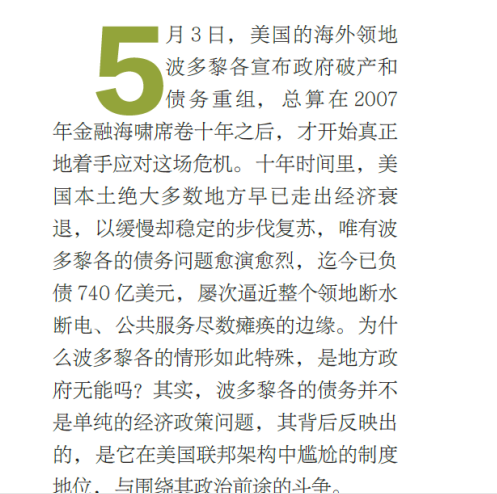 5月3日，美国的海外领地
波多黎各宣布政府破产和
债务重组，总算在2007
年金融海啸席卷十年之后，才开始真正
地着手应对这场危机。十年时间里，美
国本土绝大多数地方早已走出经济衰
退，以缓慢却稳定的步伐复苏，唯有波
多黎各的债务问题愈演愈烈，迄今已负
债740亿美元，屡次逼近整个领地断水
断电、公共服务尽数瘫痪的边缘。为什
么波多黎各的情形如此特殊，是地方政
府无能吗？其实，波多黎各的债务并不
是单纯的经济政策问题，其背后反映出
的，是它在美国联邦架构中尴尬的制度
地位，与围绕其政治前途的斗争。